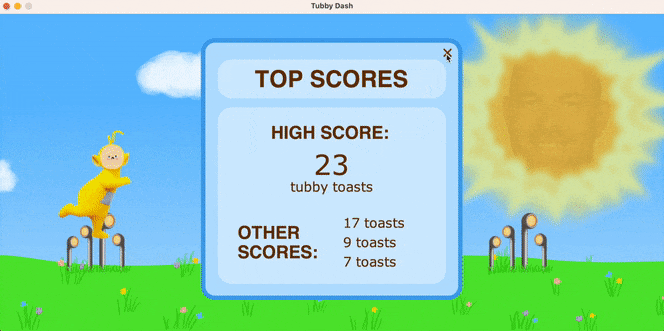 Tubby Dash
TOP SCORES
HIGH SCORE:
23
tubby toasts
OTHER
SCORES:
17 toasts
9 toasts
7 toasts